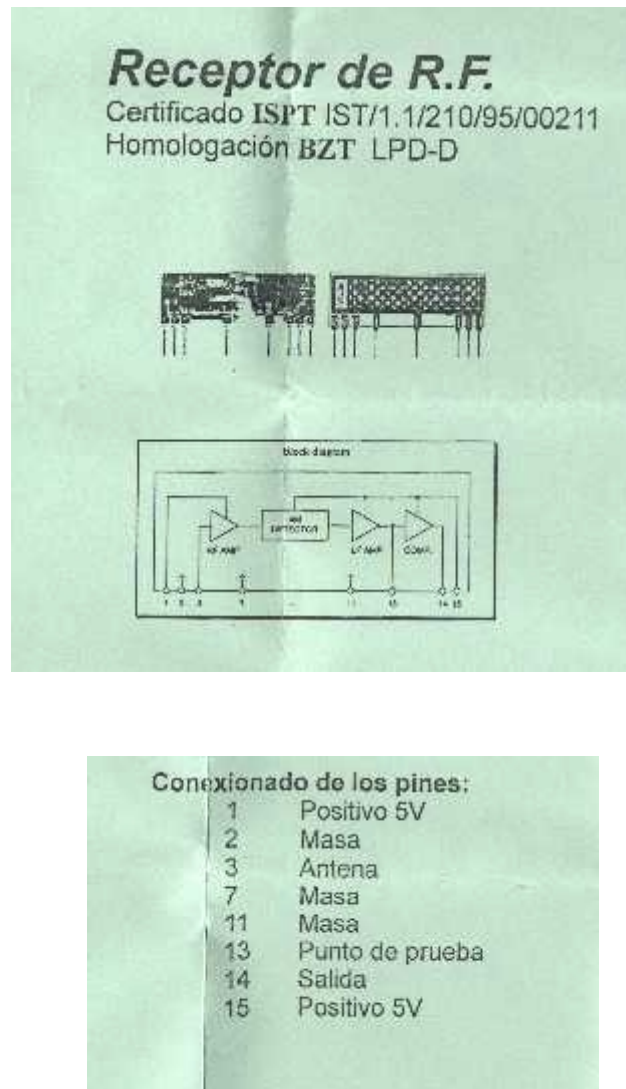 Receptor de R.F.
Certificado ISPT IST/1.1/210/95/00211
Homologación BZT LPD-D
block diagram
AM
DETECTOR
RF AMP
LF AMP
COMP.
1 2 3 7 11 13 14 15
Conexionado de los pines:
1 Positivo 5V
2 Masa
3 Antena
7 Masa
11 Masa
13 Punto de prueba
14 Salida
15 Positivo 5V